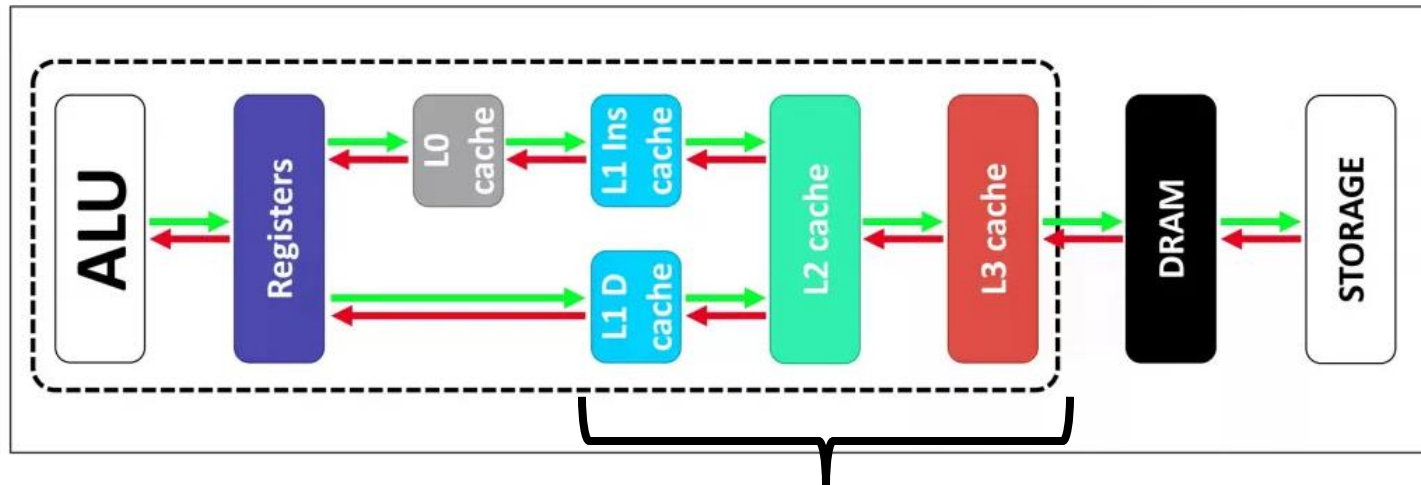 ALU
Registers
L0
cache
L1 Ins
cache
L1 D
cache
L2 cache
L3 cache
DRAM
STORAGE